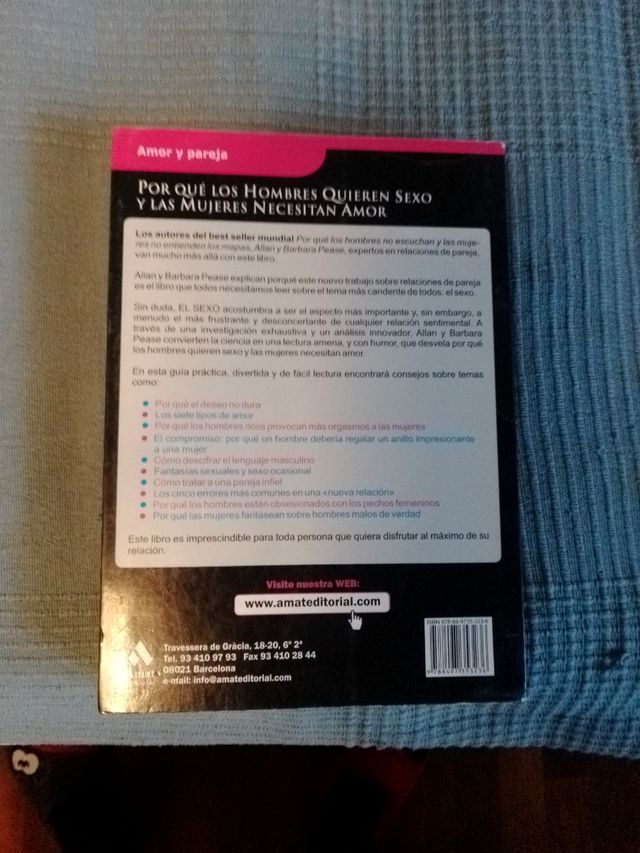 Amor y pareja
POR QUÉ LOS HOMBRES QUIEREN SEXO
Y LAS MUJERES NECESITAN AMOR
Los autores del best seller mundial Por qué los hombres no escuchan y las muje-
res no entienden los mapas, Allan y Barbara Pease, expertos en relaciones de pareja,
van mucho más allá con este libro.
Allan y Barbara Pease explican porqué este nuevo trabajo sobre relaciones de pareja
es el libro que todos necesitamos leer sobre el tema más candente de todos: el sexo.
Sin duda, EL SEXO acostumbra a ser el aspecto más importante y, sin embargo, a
menudo el más frustrante y desconcertante de cualquier relación sentimental. A
través de una investigación exhaustiva y un análisis innovador, Allan y Barbara
Pease convierten la ciencia en una lectura amena, y con humor, que desvela por qué
los hombres quieren sexo y las mujeres necesitan amor.
En esta guía práctica, divertida y de fácil lectura encontrará consejos sobre temas
como:
• Por qué el deseo no dura
• Los siete tipos de amor
• Por qué los hombres ricos provocan más orgasmos a las mujeres
• El compromiso: por qué un hombre debería regalar un anillo impresionante
a una mujer
• Cómo descifrar el lenguaje masculino
• Fantasías sexuales y sexo ocasional
• Cómo tratar a una pareja infiel
• Los cinco errores más comunes en una «nueva relación»
• Por qué los hombres están obsesionados con los pechos femeninos
• Por qué las mujeres fantasean sobre hombres malos de verdad
Este libro es imprescindible para toda persona que quiera disfrutar al máximo de su
relación.
Visite nuestra WEB:
www.amateditorial.com
Amat
Travessera de Gràcia, 18-20, 6º 2ª
Tel. 93 410 97 93 Fax 93 410 28 44
08021 Barcelona
e-mail: info@amateditorial.com
ISBN 978-84-9735-323-6
9788497353236